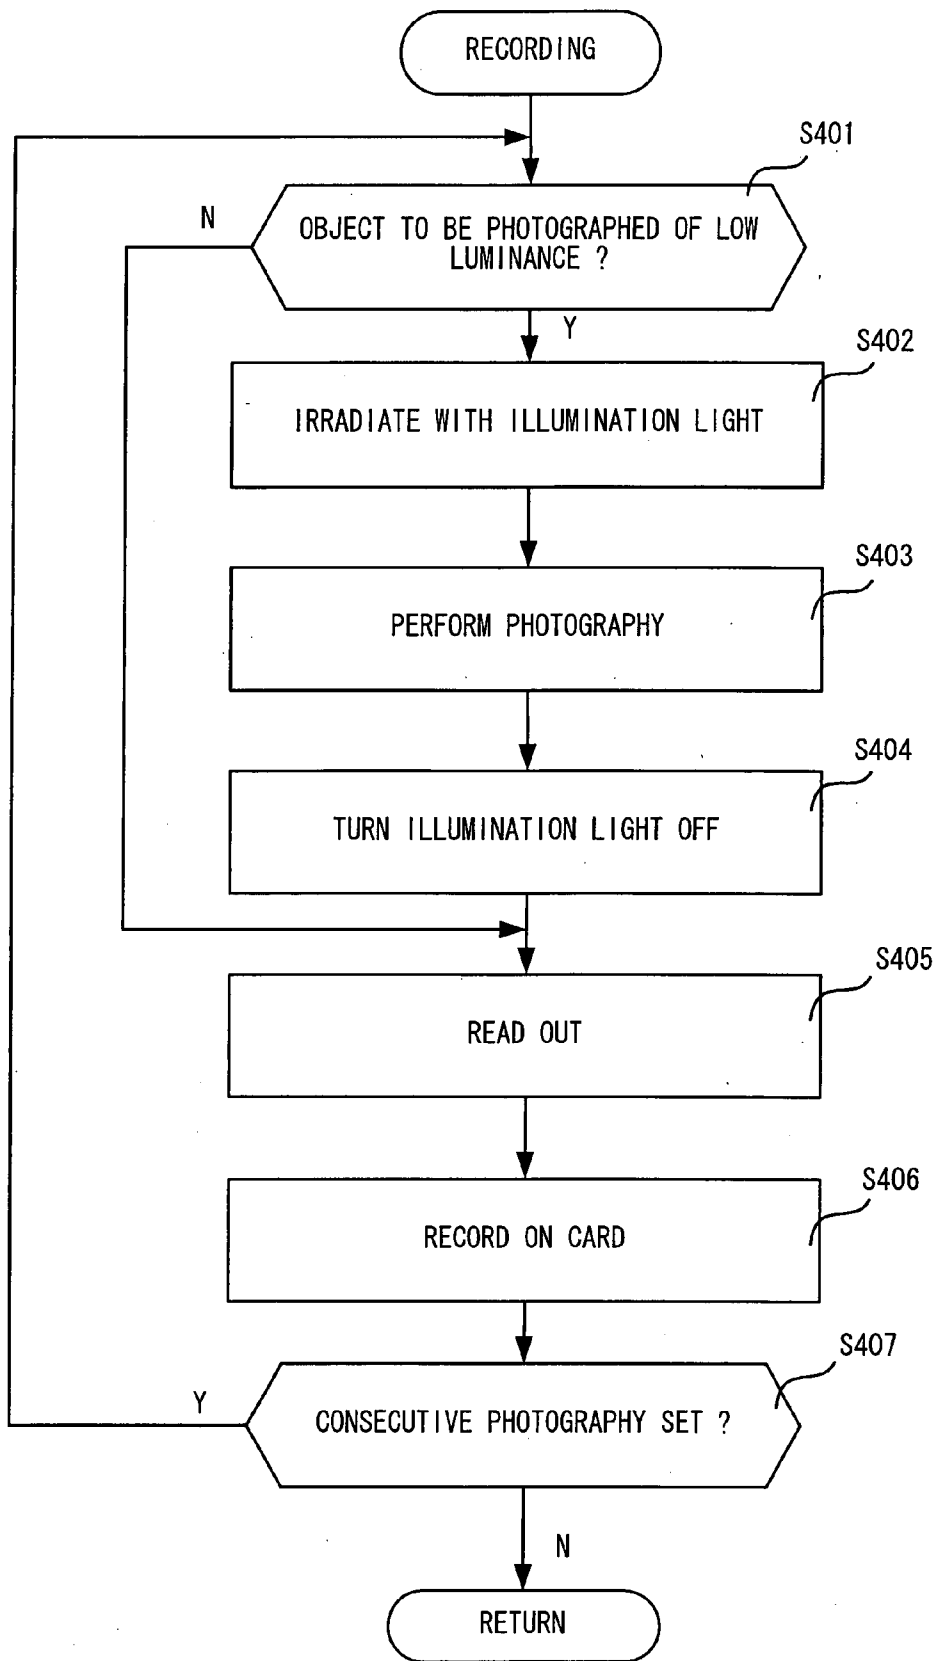 RECORDING
S401
N
OBJECT TO BE PHOTOGRAPHED OF LOW
LUMINANCE ?
Y
S402
IRRADIATE WITH ILLUMINATION LIGHT
S403
PERFORM PHOTOGRAPHY
S404
TURN ILLUMINATION LIGHT OFF
S405
READ OUT
S406
RECORD ON CARD
S407
Y
CONSECUTIVE PHOTOGRAPHY SET ?
N
RETURN